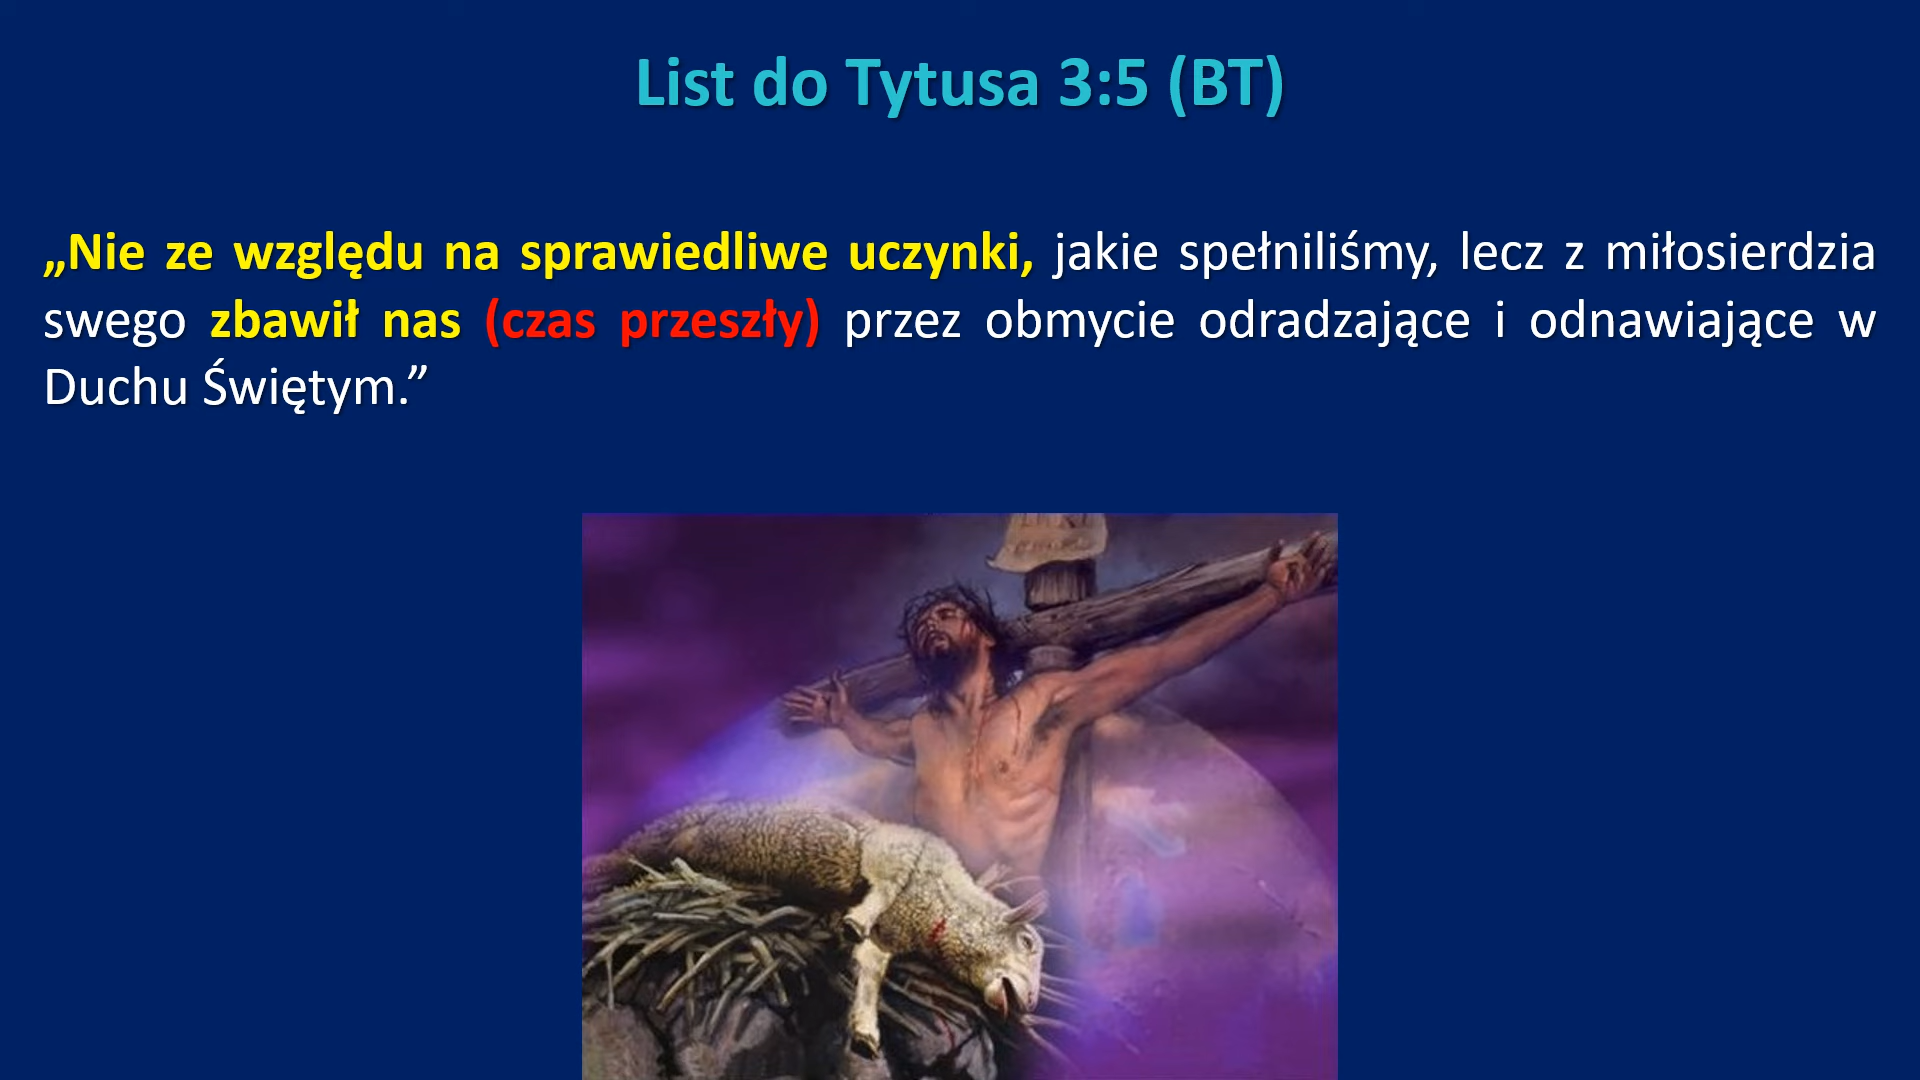 List do Tytusa 3:5 (BT)
„Nie ze względu na sprawiedliwe uczynki, jakie spełniliśmy, lecz z miłosierdzia
swego zbawił nas (czas przeszły) przez obmycie odradzające i odnawiające w
Duchu Świętym.”